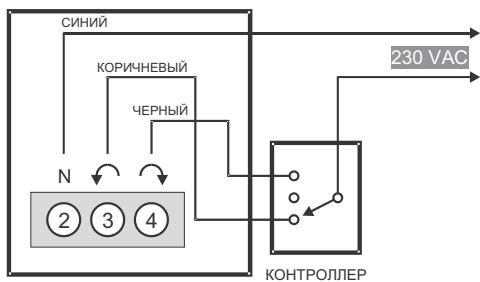 СИНИЙ
230 VAC
КОРИЧНЕВЫЙ
ЧЕРНЫЙ
N
2 3 4
КОНТРОЛЛЕР